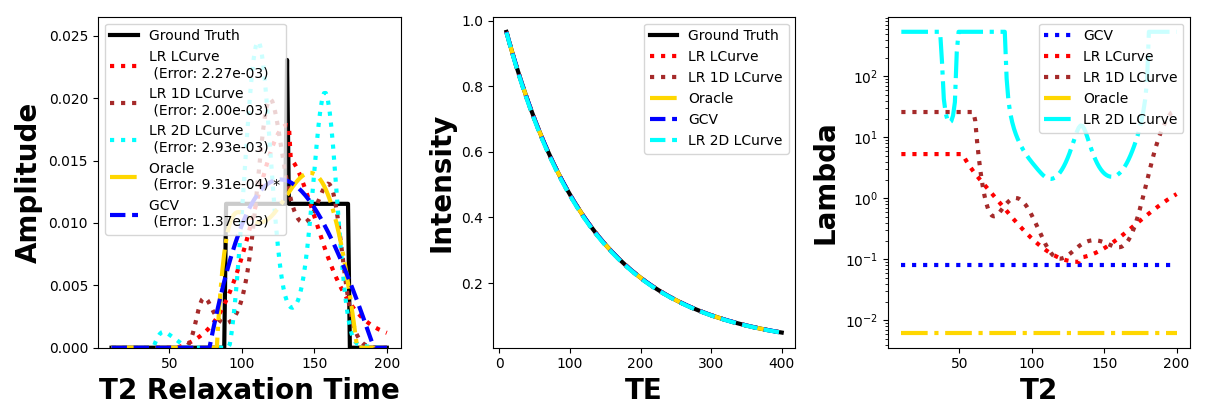 0.025
0.020
0.015
0.010
0.005
0.000
50
100
150
200
Amplitude
T2 Relaxation Time
Ground Truth
LR LCurve
(Error: 2.27e-03)
LR 1D LCurve
(Error: 2.00e-03)
LR 2D LCurve
(Error: 2.93e-03)
Oracle
(Error: 9.31e-04) *
GCV
(Error: 1.37e-03)
1.0
0.8
0.6
0.4
0.2
0
100
200
300
400
Intensity
TE
Ground Truth
LR LCurve
LR 1D LCurve
Oracle
GCV
LR 2D LCurve
10²
10¹
10⁰
10⁻¹
10⁻²
50
100
150
200
Lambda
T2
GCV
LR LCurve
LR 1D LCurve
Oracle
LR 2D LCurve